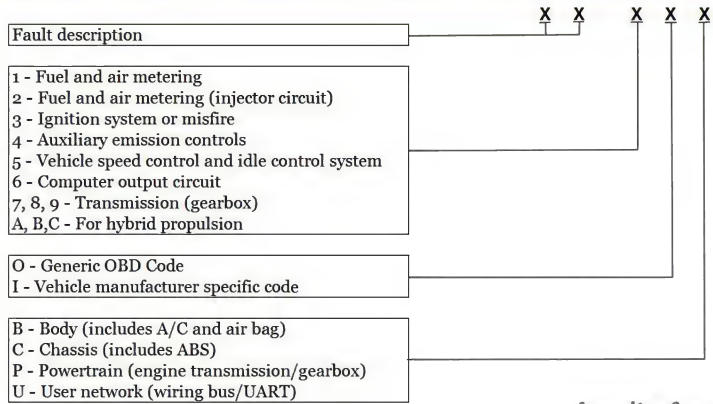 X X X X X
Fault description
1 - Fuel and air metering
2 - Fuel and air metering (injector circuit)
3 - Ignition system or misfire
4 - Auxiliary emission controls
5 - Vehicle speed control and idle control system
6 - Computer output circuit
7, 8, 9 - Transmission (gearbox)
A, B,C - For hybrid propulsion
O - Generic OBD Code
I - Vehicle manufacturer specific code
B - Body (includes A/C and air bag)
C - Chassis (includes ABS)
P - Powertrain (engine transmission/gearbox)
U - User network (wiring bus/UART)